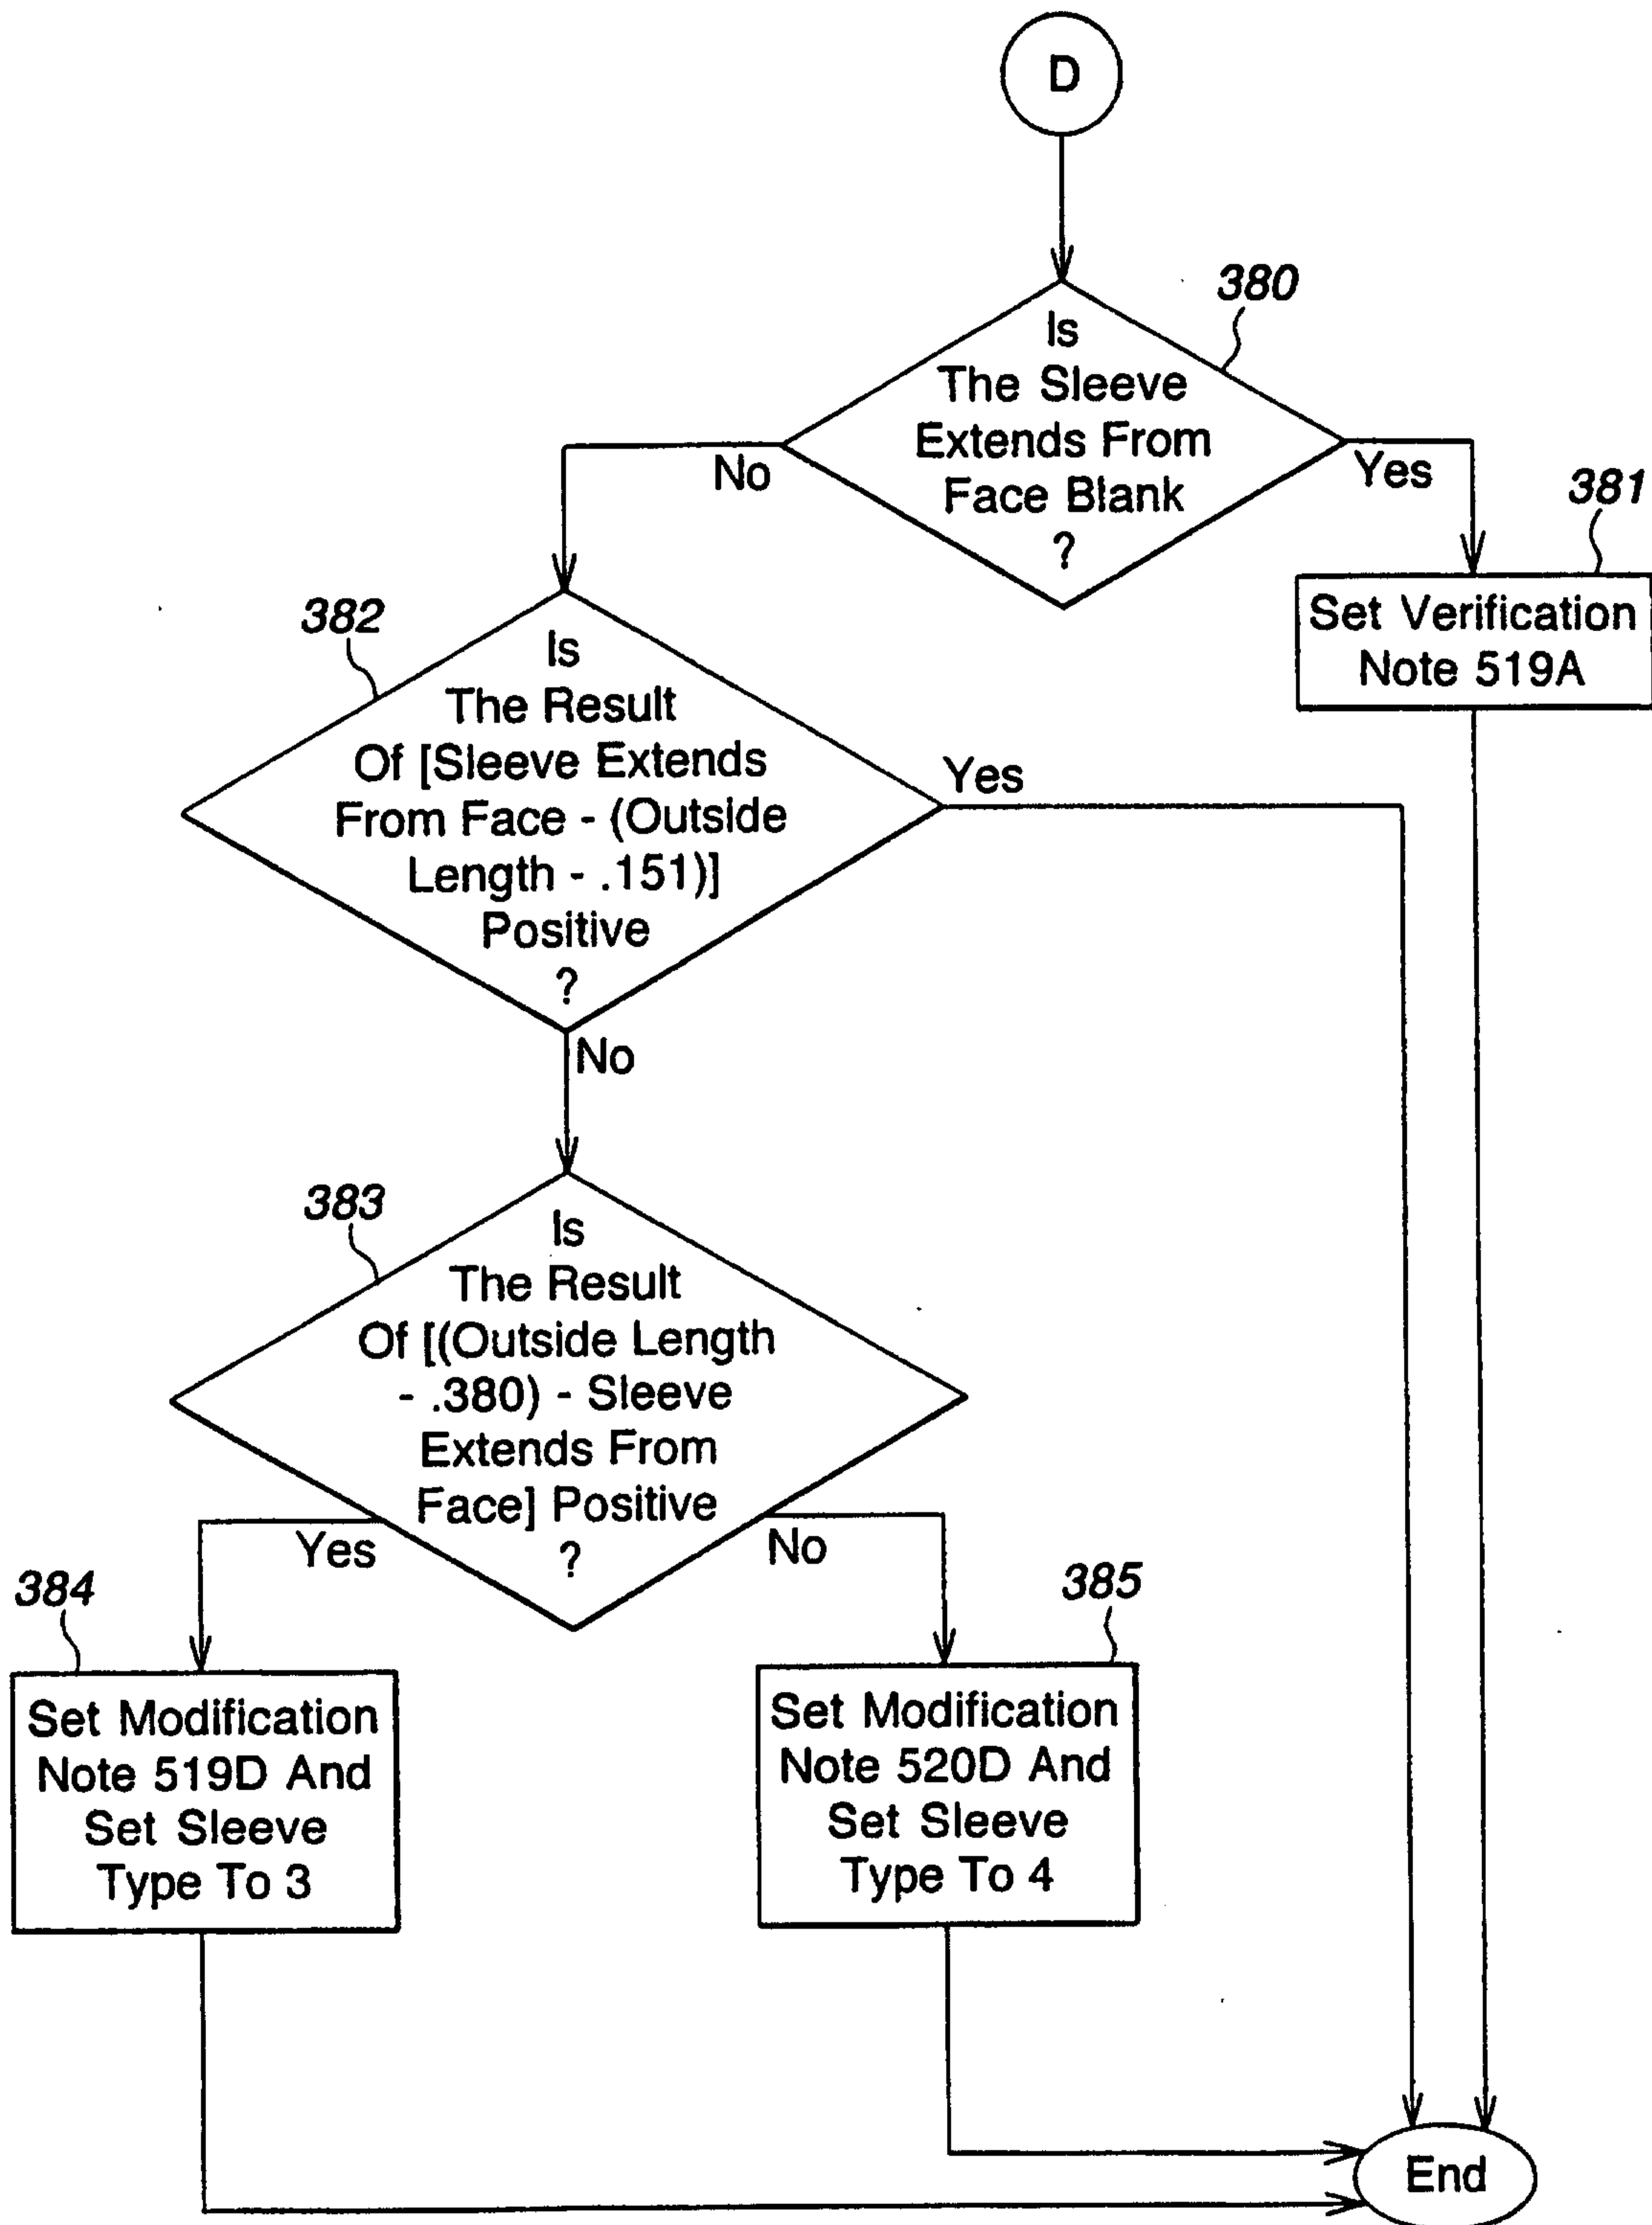 D
380
Is
The Sleeve
Extends From
Face Blank
?
No
Yes
381
Set Verification
Note 519A
382
Is
The Result
Of [Sleeve Extends
From Face - (Outside
Length - .151)]
Positive
?
Yes
No
383
Is
The Result
Of [(Outside Length
- .380) - Sleeve
Extends From
Face] Positive
?
Yes
No
384
Set Modification
Note 519D And
Set Sleeve
Type To 3
385
Set Modification
Note 520D And
Set Sleeve
Type To 4
End